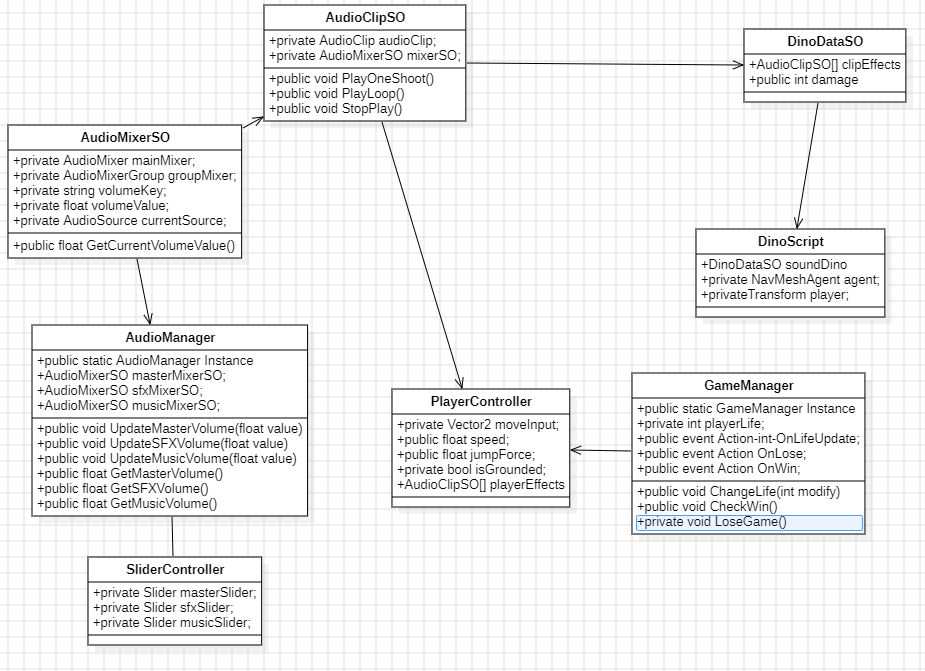 AudioClipSO
+private AudioClip audioClip;
+private AudioMixerSO mixerSO;
+public void PlayOneShoot()
+public void PlayLoop()
+public void StopPlay()
DinoDataSO
+AudioClipSO[] clipEffects
+public int damage
AudioMixerSO
+private AudioMixer mainMixer;
+private AudioMixerGroup groupMixer;
+private string volumeKey;
+private float volumeValue;
+private AudioSource currentSource;
+public float GetCurrentVolumeValue()
DinoScript
+DinoDataSO soundDino
+private NavMeshAgent agent;
+privateTransform player;
AudioManager
+public static AudioManager Instance
+AudioMixerSO masterMixerSO;
+AudioMixerSO sfxMixerSO;
+AudioMixerSO musicMixerSO;
+public void UpdateMasterVolume(float value)
+public void UpdateSFXVolume(float value)
+public void UpdateMusicVolume(float value)
+public float GetMasterVolume()
+public float GetSFXVolume()
+public float GetMusicVolume()
PlayerController
+private Vector2 moveInput;
+public float speed;
+public float jumpForce;
+private bool isGrounded;
+AudioClipSO[] playerEffects
GameManager
+public static GameManager Instance
+private int playerLife;
+public event Action-int-OnLifeUpdate;
+public event Action OnLose;
+public event Action OnWin;
+public void ChangeLife(int modify)
+public void CheckWin()
+private void LoseGame()
SliderController
+private Slider masterSlider;
+private Slider sfxSlider;
+private Slider musicSlider;